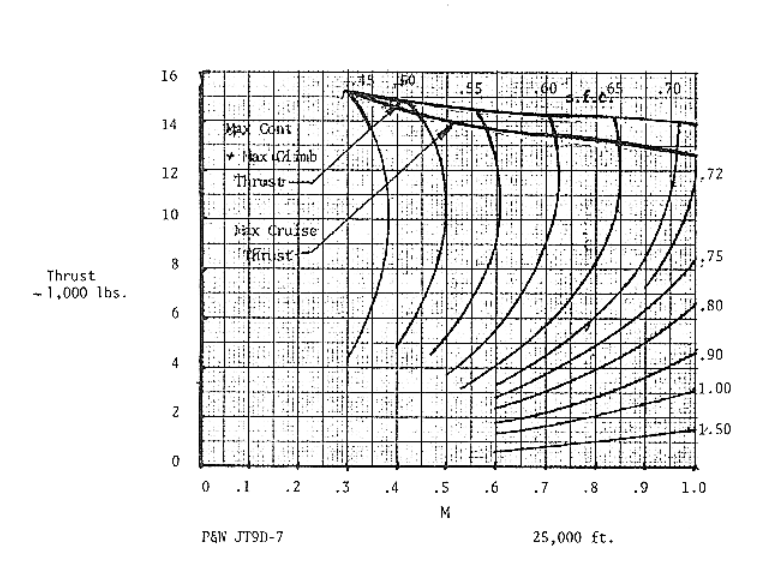 16
.45 .50 .55 .60 .65 .70
s.f.c.
14
Max Cont
+ Max Climb
Thrust
12
.72
10
Max Cruise
Thrust
8
.75
Thrust
~1,000 lbs.
6
.80
4
.90
2
1.00
1.50
0
0 .1 .2 .3 .4 .5 .6 .7 .8 .9 1.0
M
P&W JT9D-7
25,000 ft.